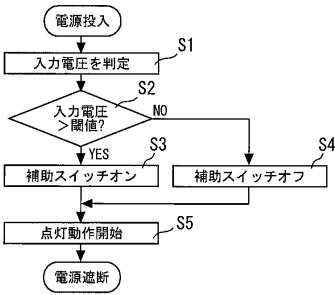 電源投入
S1
入力電圧を判定
S2
入力電圧
>閾値?
NO
YES
S3
補助スイッチオン
S4
補助スイッチオフ
S5
点灯動作開始
電源遮断